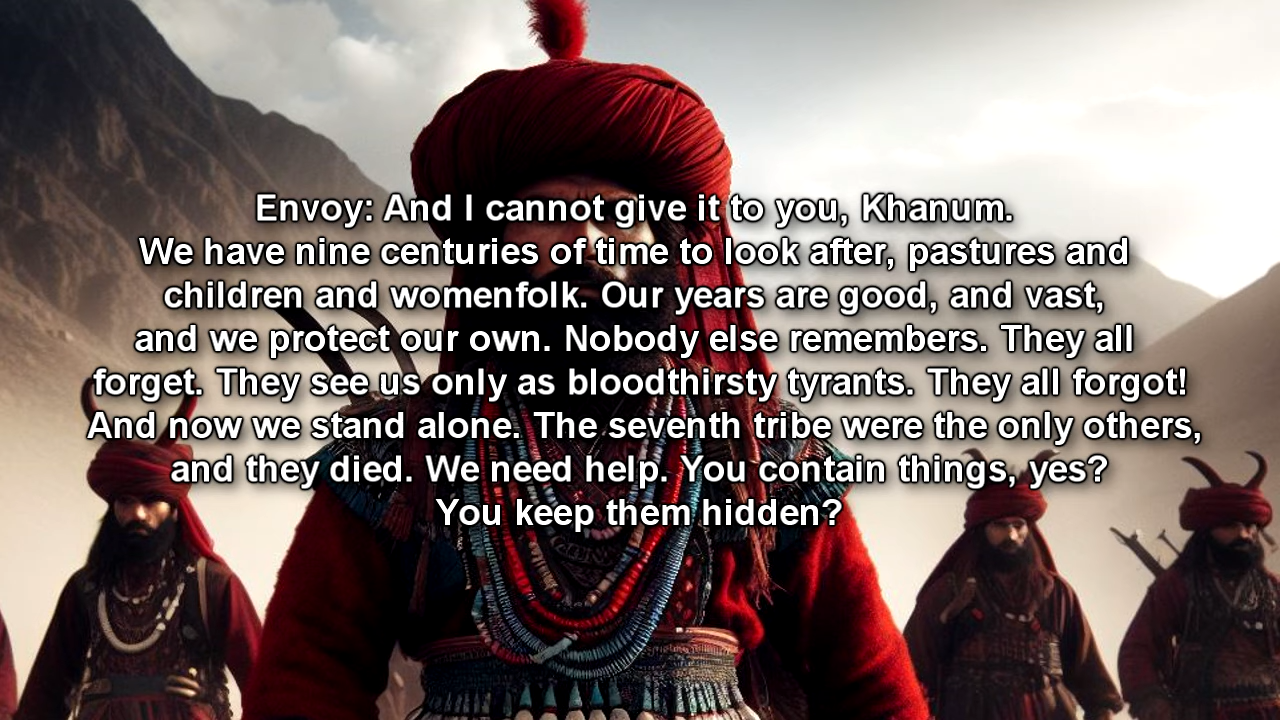 Envoy: And I cannot give it to you, Khanum.
We have nine centuries of time to look after, pastures and
children and womenfolk. Our years are good, and vast,
and we protect our own. Nobody else remembers. They all
forget. They see us only as bloodthirsty tyrants. They all forgot!
And now we stand alone. The seventh tribe were the only others,
and they died. We need help. You contain things, yes?
You keep them hidden?